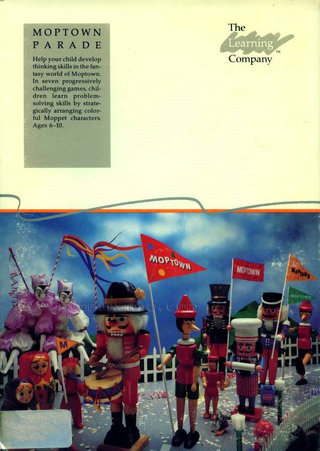 MOPTOWN
PARADE
Help your child develop
thinking skills in the fan-
tasy world of Moptown.
In seven progressively
challenging games, chil-
dren learn problem-
solving skills by strate-
gically arranging color-
ful Moppet characters.
Ages 6-10.
The
Learning
Company
™
MOPTOWN
MOPTOWN
M